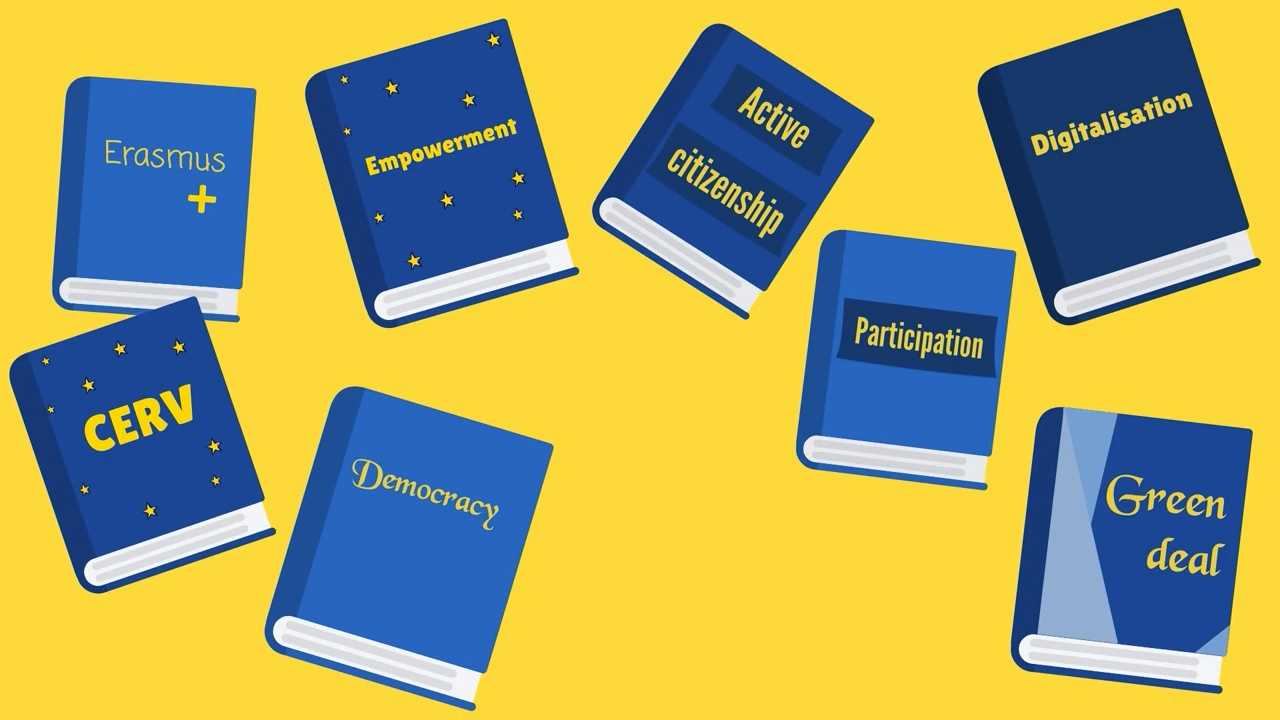 Erasmus
+
Empowerment
Active
citizenship
Digitalisation
CERV
Democracy
Participation
Green
deal